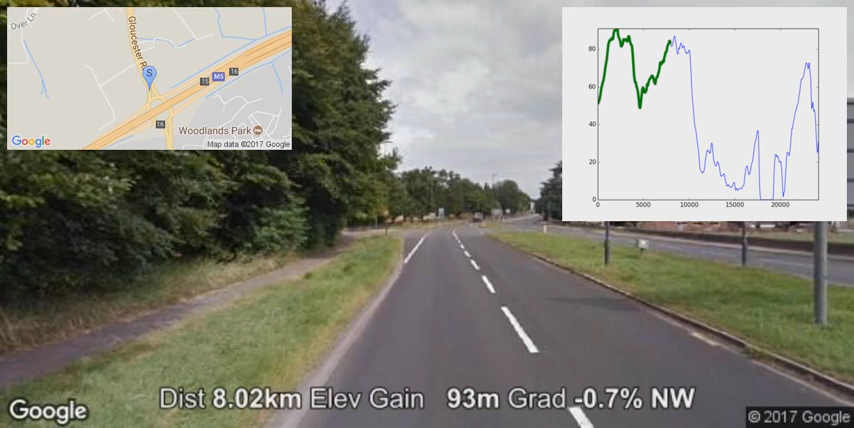 Over Ln
Gloucester R
S
15
M5
16
16
Woodlands Park
Google
Map data ©2017 Google
80
60
40
20
0
0 5000 10000 15000 20000
Dist 8.02km Elev Gain 93m Grad -0.7% NW
Google
© 2017 Google